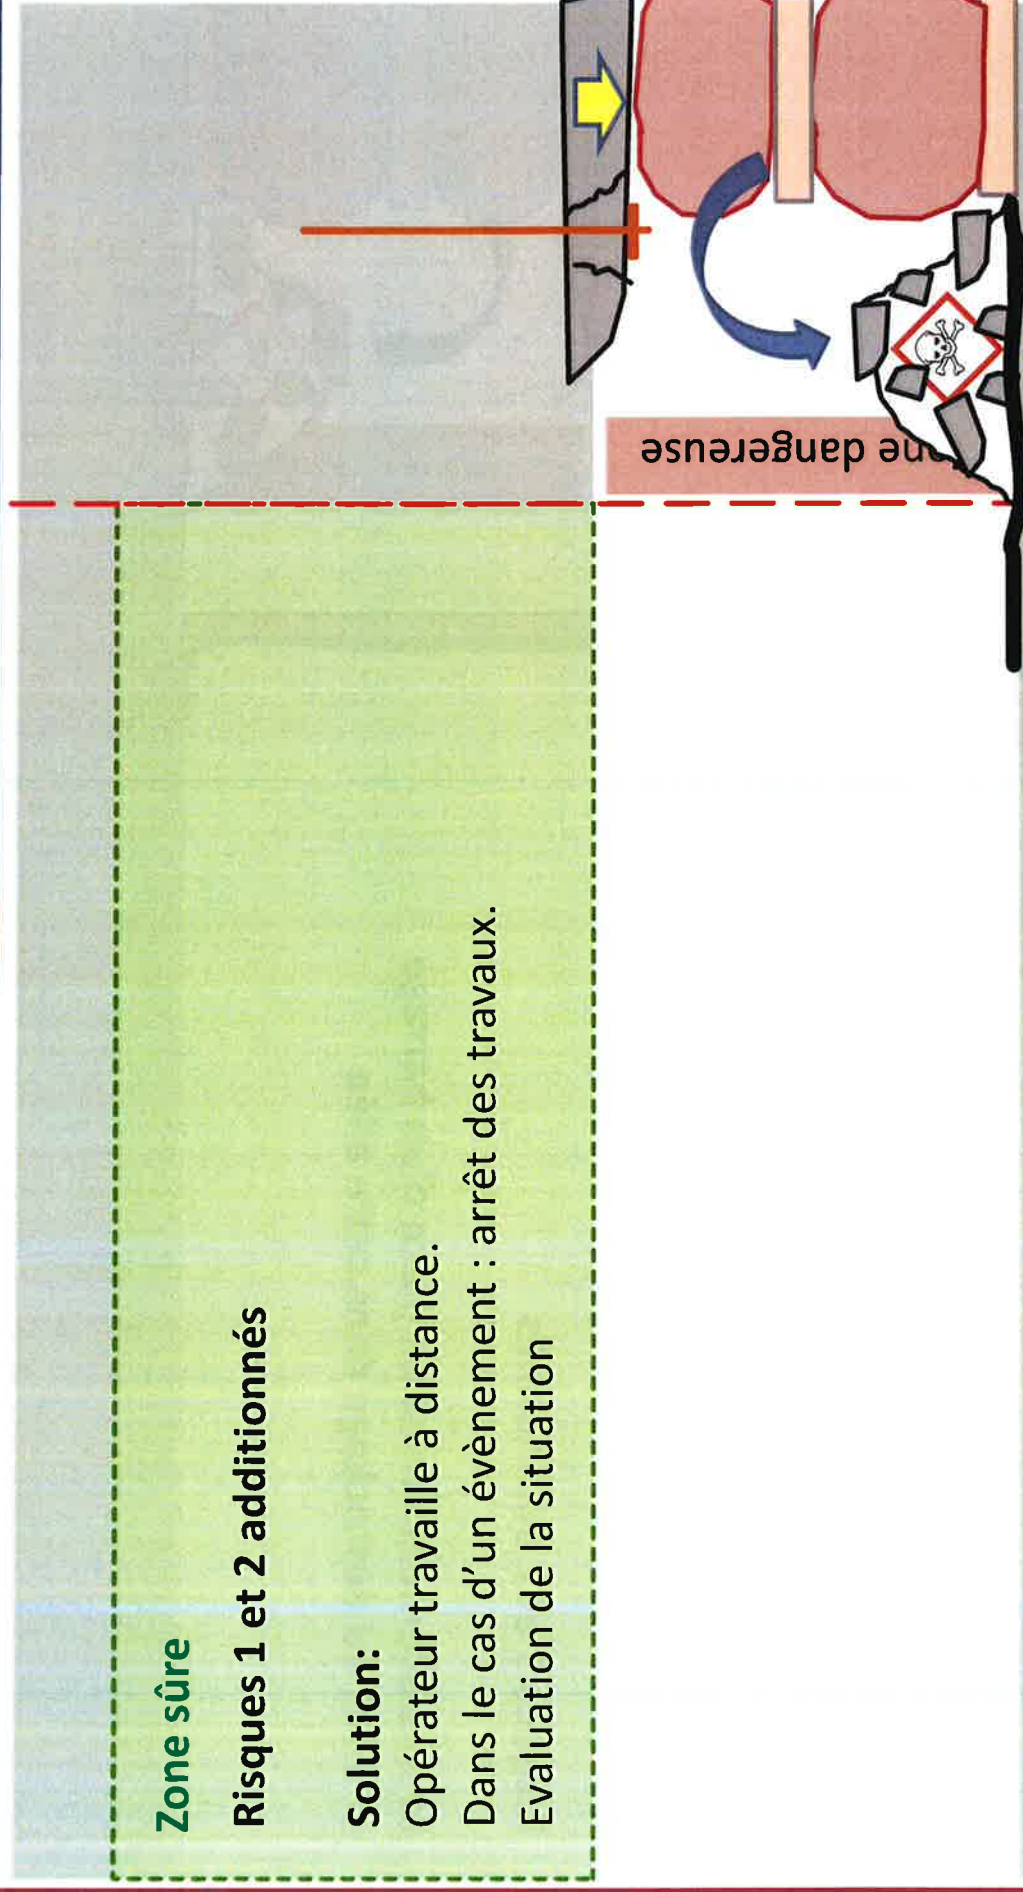 Zone sûre
Risques 1 et 2 additionnés
Solution:
Opérateur travaille à distance.
Dans le cas d'un évènement : arrêt des travaux.
Evaluation de la situation
ne dangereuse